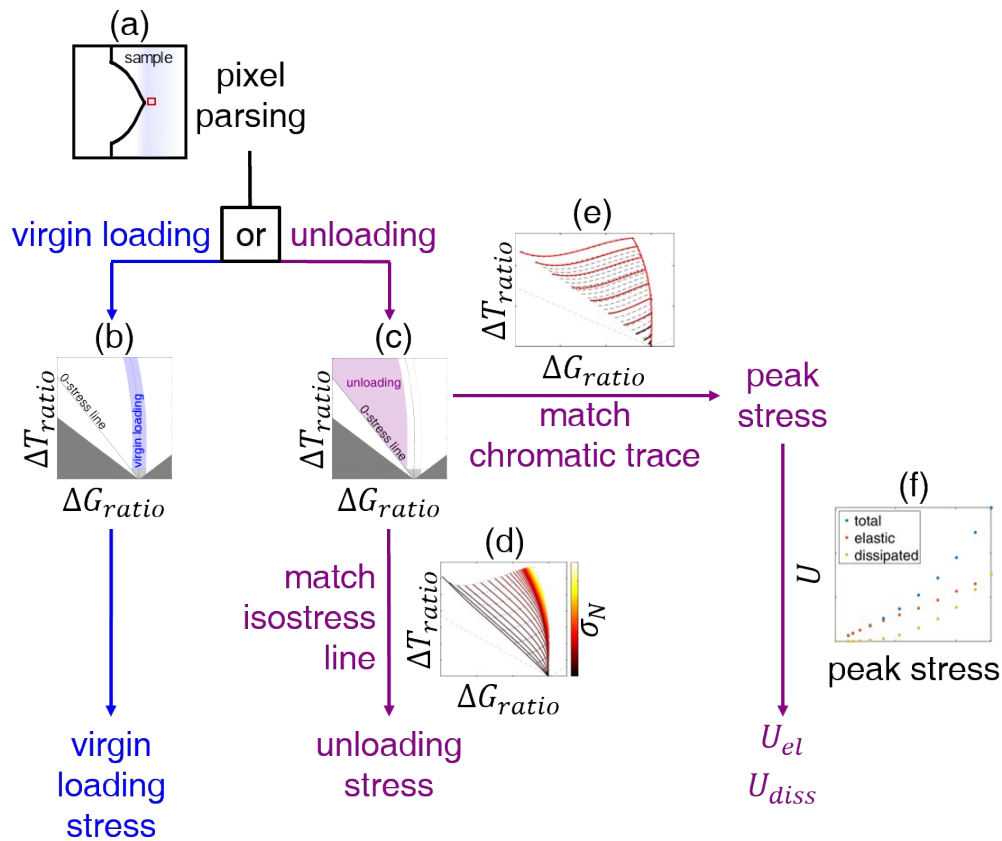 (a)
sample
pixel
parsing
virgin loading
or
unloading
(e)
ΔT_ratio
ΔG_ratio
(b)
0-stress line
virgin loading
ΔT_ratio
ΔG_ratio
(c)
unloading
0-stress line
ΔT_ratio
ΔG_ratio
match
chromatic trace
peak
stress
(d)
match
isostress
line
ΔT_ratio
σ_N
ΔG_ratio
(f)
total
elastic
dissipated
U
peak stress
virgin
loading
stress
unloading
stress
U_el
U_diss